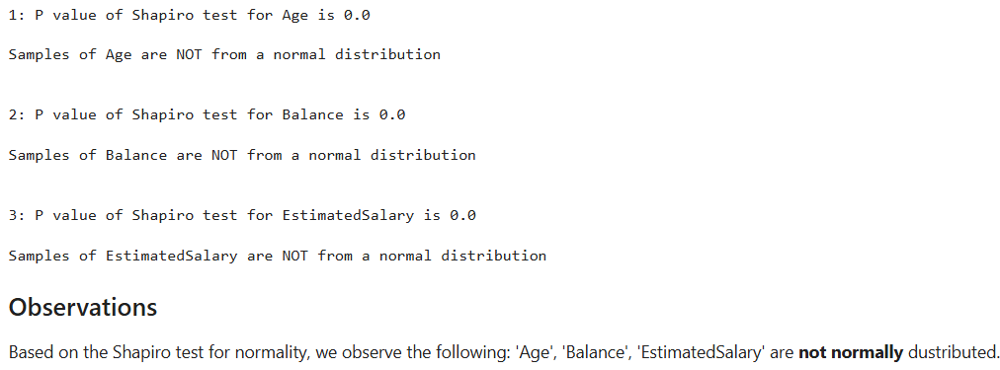 1: P value of Shapiro test for Age is 0.0
Samples of Age are NOT from a normal distribution
2: P value of Shapiro test for Balance is 0.0
Samples of Balance are NOT from a normal distribution
3: P value of Shapiro test for EstimatedSalary is 0.0
Samples of EstimatedSalary are NOT from a normal distribution
Observations
Based on the Shapiro test for normality, we observe the following: 'Age', 'Balance', 'EstimatedSalary' are not normally dustributed.